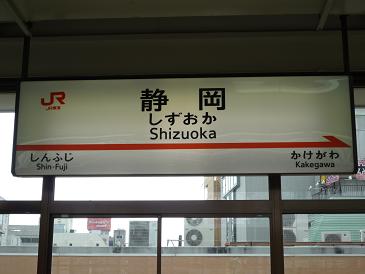 JR
静岡
しずおか
Shizuoka
しんふじ
Shin-Fuji
かけがわ
Kakegawa